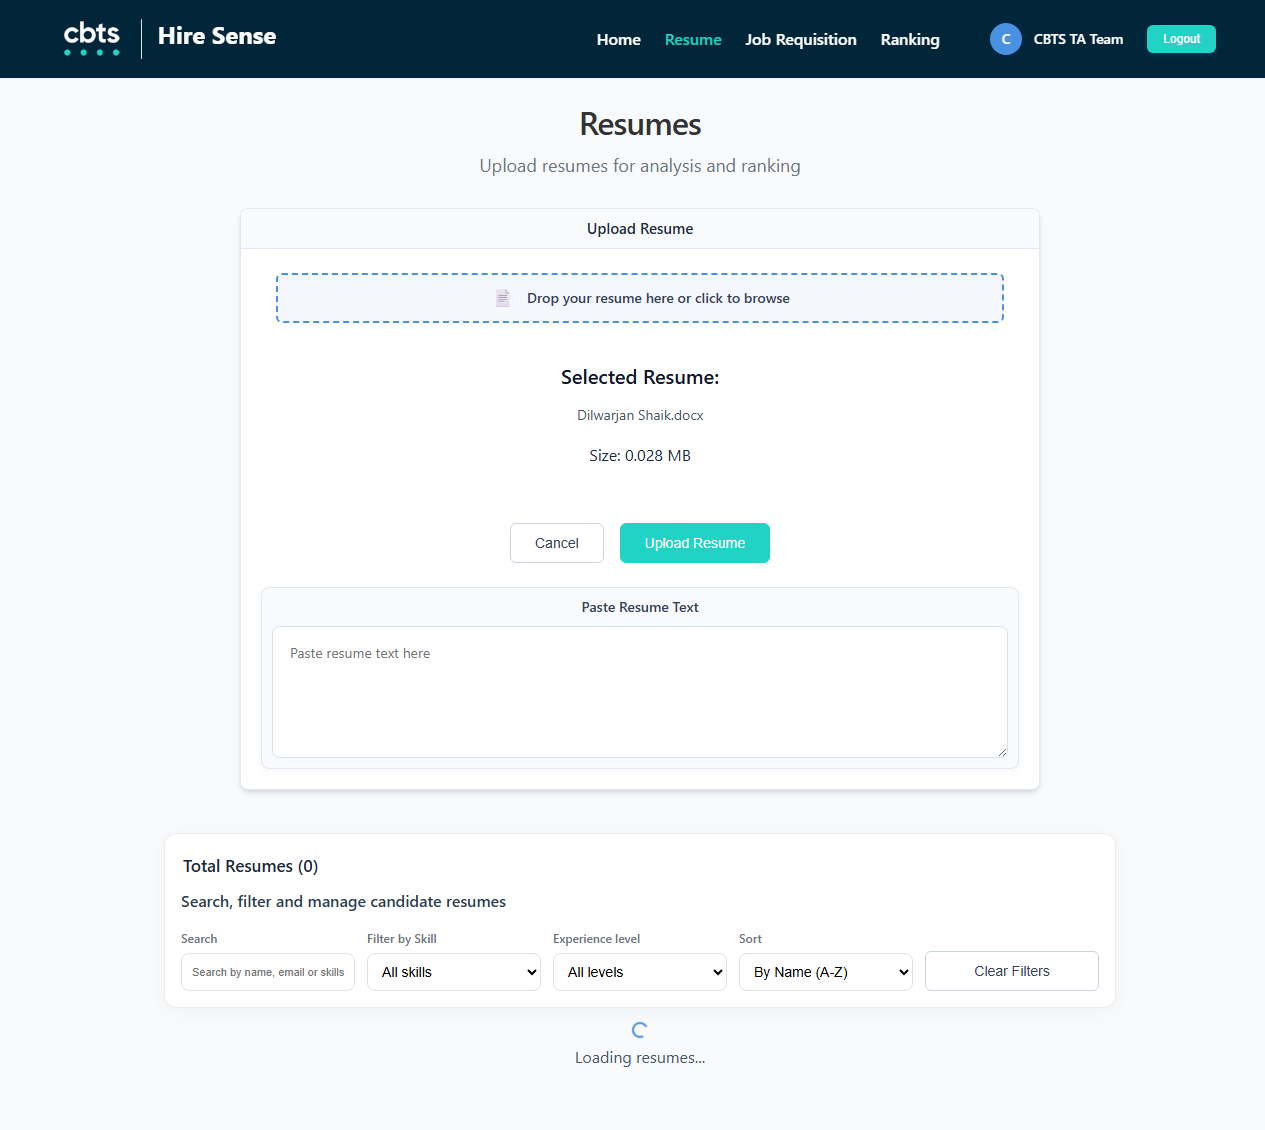 cbts
Hire Sense
Home
Resume
Job Requisition
Ranking
C
CBTS TA Team
Logout
Resumes
Upload resumes for analysis and ranking
Upload Resume
Drop your resume here or click to browse
Selected Resume:
Dilwarjan Shaik.docx
Size: 0.028 MB
Cancel
Upload Resume
Paste Resume Text
Paste resume text here
Total Resumes (0)
Search, filter and manage candidate resumes
Search
Filter by Skill
Experience level
Sort
Search by name, email or skills
All skills
All levels
By Name (A-Z)
Clear Filters
Loading resumes...